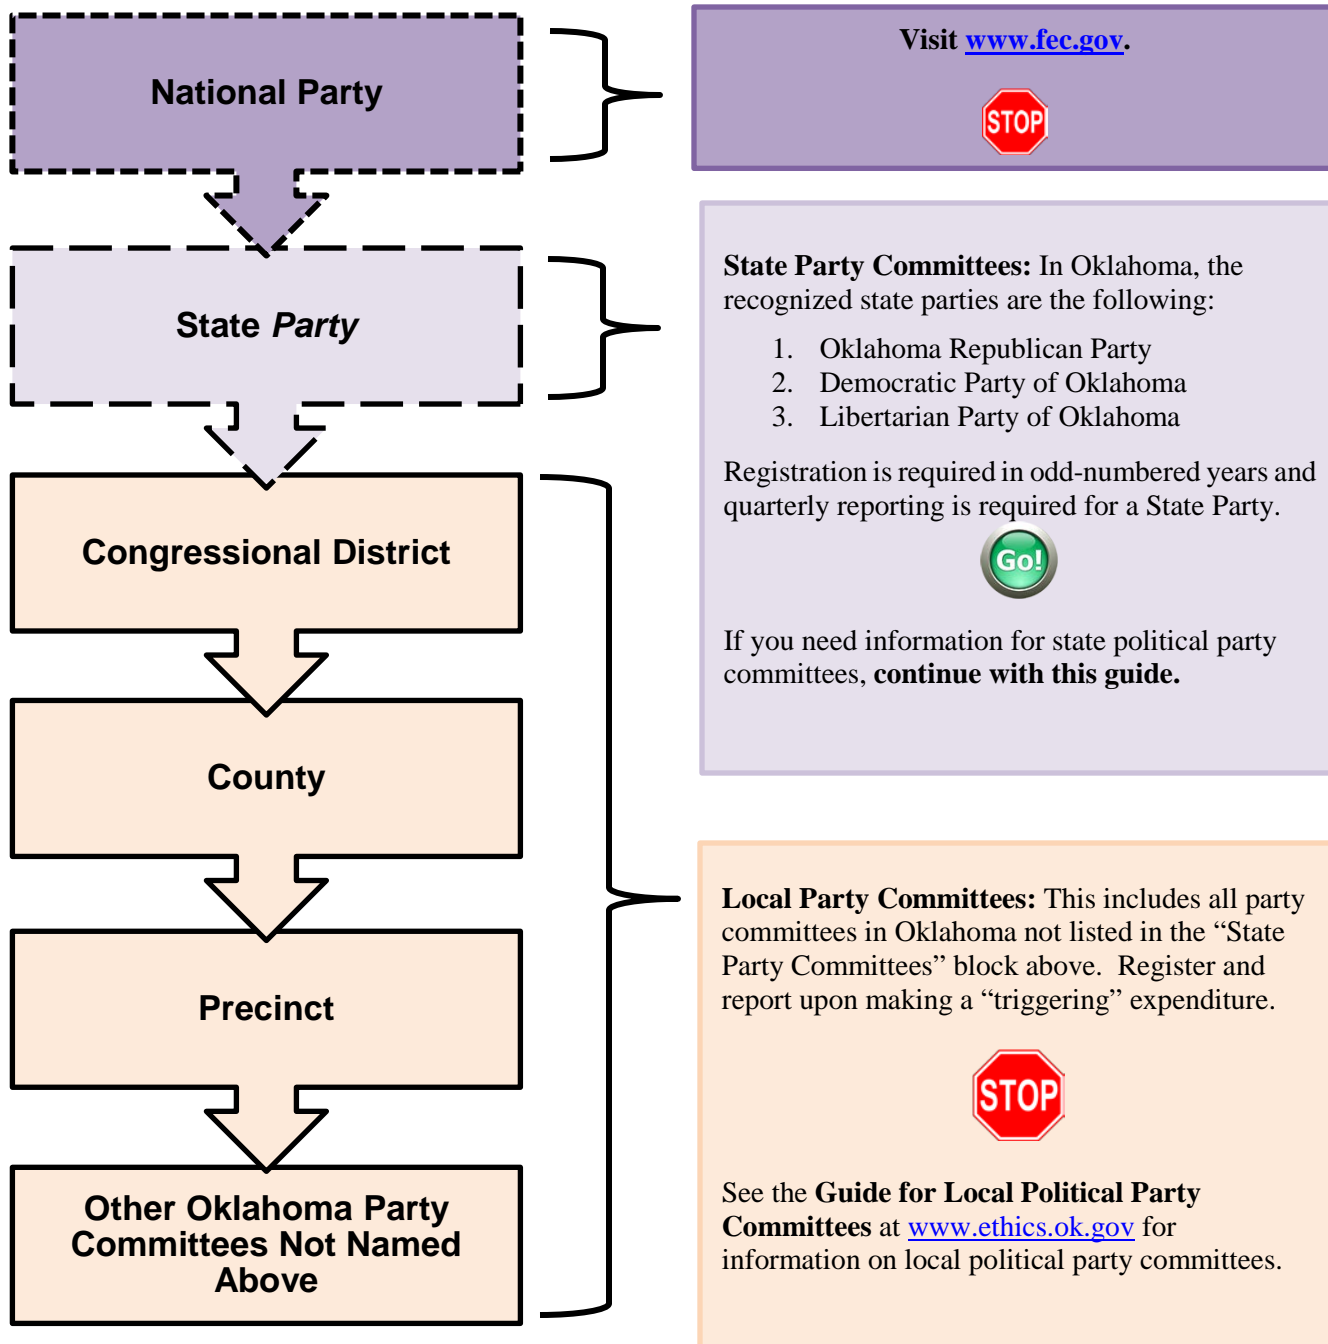 National Party
Visit www.fec.gov.
STOP
State Party
State Party Committees: In Oklahoma, the
recognized state parties are the following:
1. Oklahoma Republican Party
2. Democratic Party of Oklahoma
3. Libertarian Party of Oklahoma
Registration is required in odd-numbered years and
quarterly reporting is required for a State Party.
Go!
If you need information for state political party
committees, continue with this guide.
Congressional District
County
Precinct
Other Oklahoma Party
Committees Not Named
Above
Local Party Committees: This includes all party
committees in Oklahoma not listed in the “State
Party Committees” block above. Register and
report upon making a “triggering” expenditure.
STOP
See the Guide for Local Political Party
Committees at www.ethics.ok.gov for
information on local political party committees.